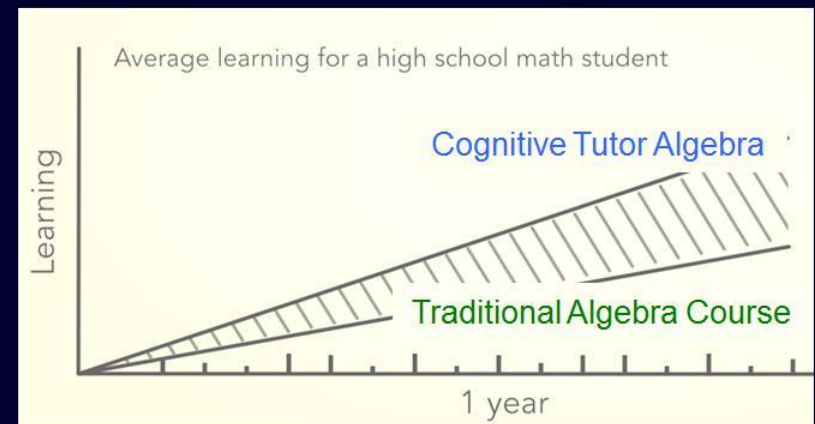 Average learning for a high school math student
Cognitive Tutor Algebra
Learning
Traditional Algebra Course
1 year